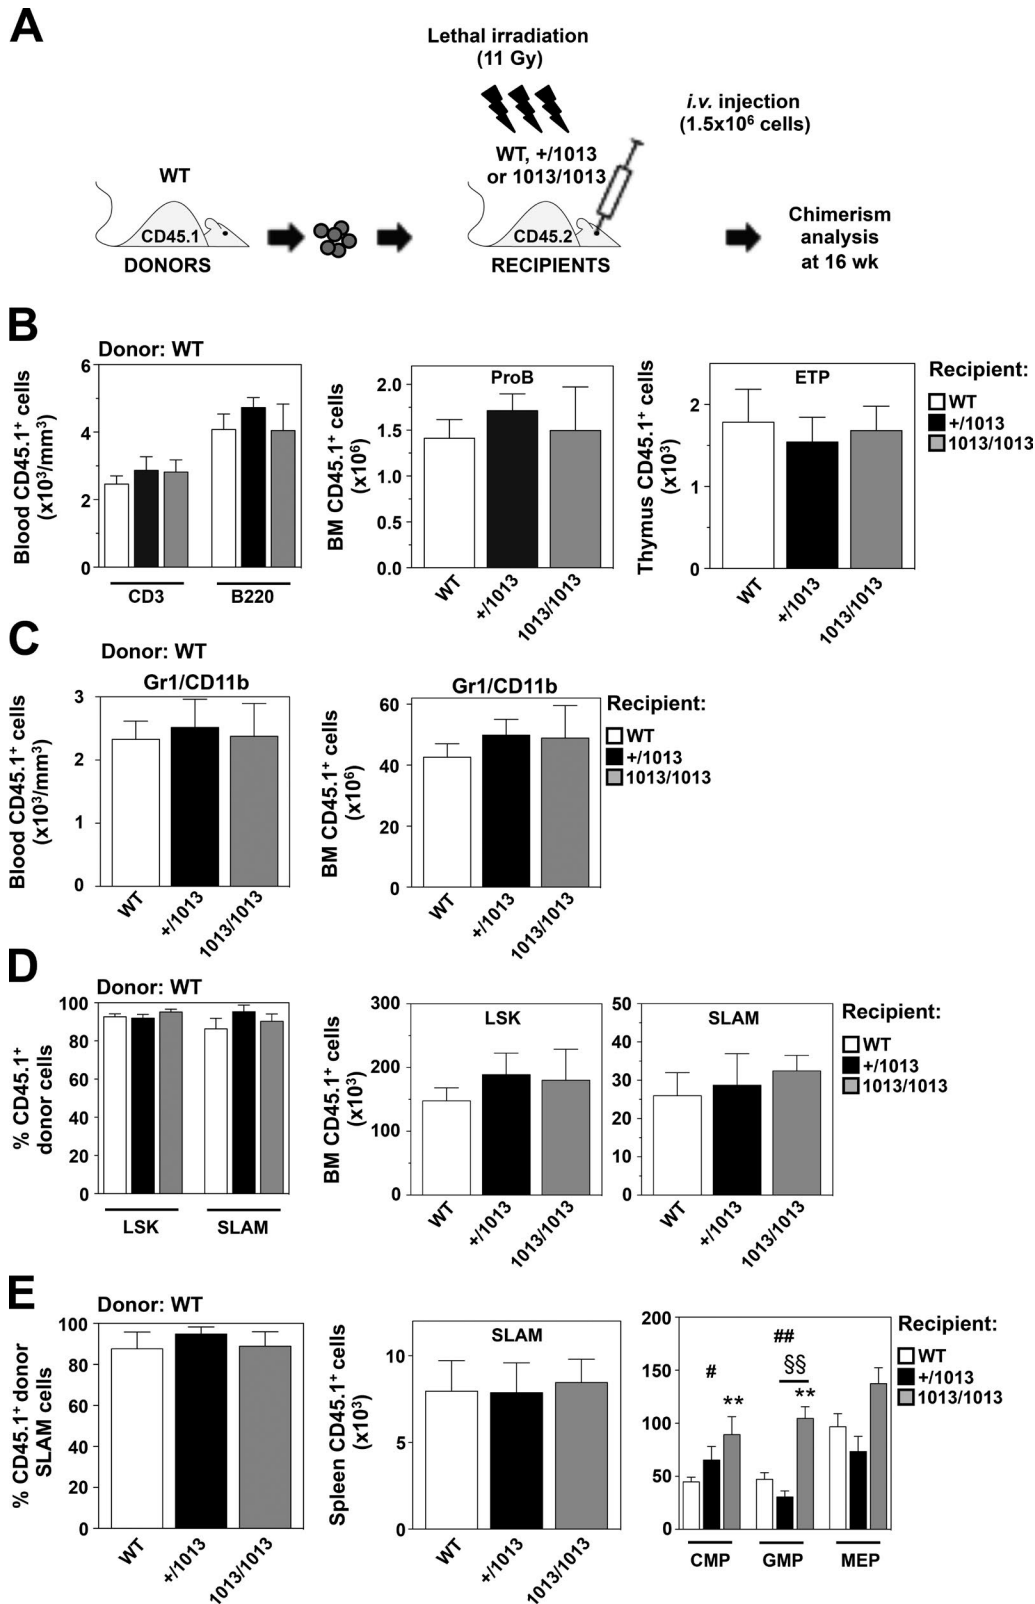 A
Lethal irradiation
(11 Gy)
i.v. injection
(1.5x10⁶ cells)
WT, +/1013
or 1013/1013
WT
CD45.1
CD45.2
DONORS
RECIPIENTS
Chimerism
analysis
at 16 wk
B
Donor: WT
Blood CD45.1⁺ cells
(x10³/mm³)
6
4
2
0
CD3
B220
BM CD45.1⁺ cells
(x10⁶)
ProB
2.0
1.5
1.0
0.5
0.0
WT
+/1013
1013/1013
Thymus CD45.1⁺ cells
(x10³)
ETP
2
1
0
WT
+/1013
1013/1013
Recipient:
WT
+/1013
1013/1013
C
Donor: WT
Gr1/CD11b
Blood CD45.1⁺ cells
(x10³/mm³)
3
2
1
0
WT
+/1013
1013/1013
Gr1/CD11b
BM CD45.1⁺ cells
(x10⁶)
60
40
20
0
WT
+/1013
1013/1013
Recipient:
WT
+/1013
1013/1013
D
Donor: WT
% CD45.1⁺
donor cells
100
80
60
40
20
0
LSK
SLAM
BM CD45.1⁺ cells
(x10³)
LSK
300
200
100
0
WT
+/1013
1013/1013
SLAM
50
40
30
20
10
0
WT
+/1013
1013/1013
Recipient:
WT
+/1013
1013/1013
E
Donor: WT
% CD45.1⁺ donor
SLAM cells
100
80
60
40
20
0
WT
+/1013
1013/1013
Spleen CD45.1⁺ cells
(x10³)
SLAM
10
5
0
WT
+/1013
1013/1013
200
150
100
50
0
#
**
##
§§
**
CMP
GMP
MEP
Recipient:
WT
+/1013
1013/1013